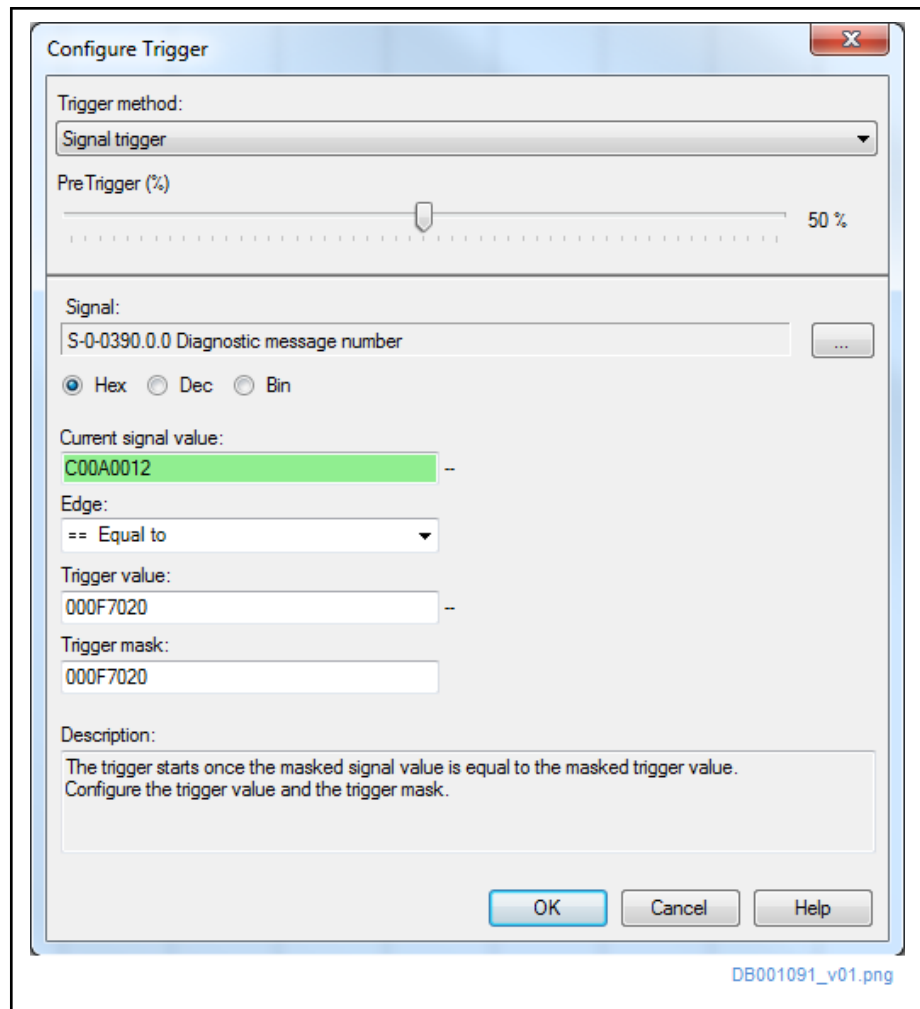 Configure Trigger
Trigger method:
Signal trigger
PreTrigger (%)
50 %
Signal:
S-0-0390.0.0 Diagnostic message number
...
Hex Dec Bin
Current signal value:
C00A0012 --
Edge:
== Equal to
Trigger value:
000F7020 --
Trigger mask:
000F7020
Description:
The trigger starts once the masked signal value is equal to the masked trigger value.
Configure the trigger value and the trigger mask.
OK Cancel Help
DB001091_v01.png